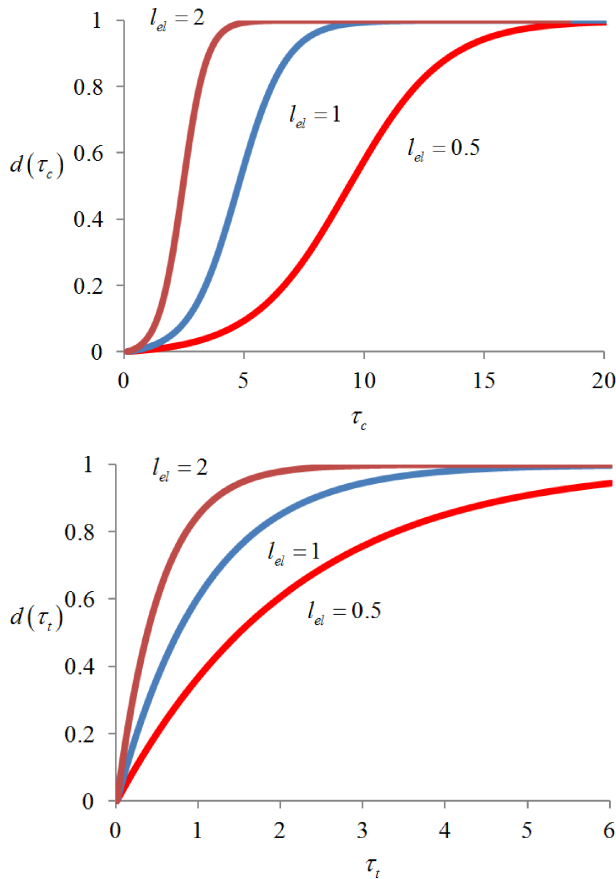 l_el = 2
1
0.8
l_el = 1
l_el = 0.5
0.6
d(τ_c)
0.4
0.2
0
0 5 10 15 20
τ_c
1
l_el = 2
0.8
l_el = 1
0.6
d(τ_t)
l_el = 0.5
0.4
0.2
0
0 1 2 3 4 5 6
τ_t